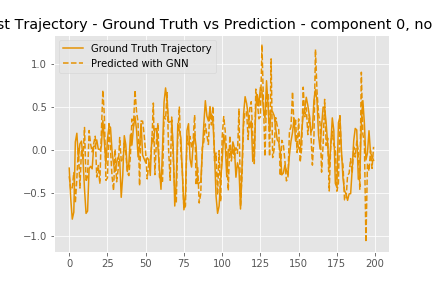 st Trajectory - Ground Truth vs Prediction - component 0, no
Ground Truth Trajectory
Predicted with GNN
1.0
0.5
0.0
−0.5
−1.0
0 25 50 75 100 125 150 175 200